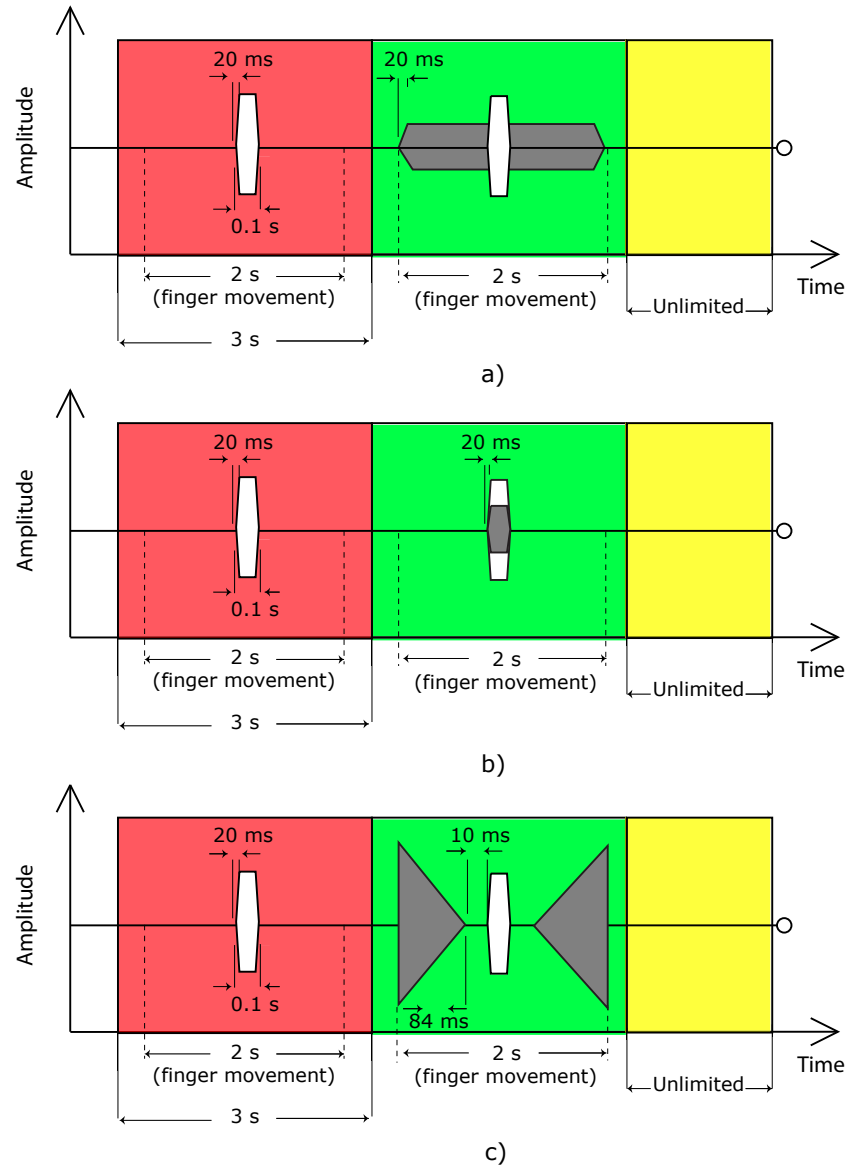 Amplitude
20 ms
20 ms
0.1 s
2 s
(finger movement)
2 s
(finger movement)
Time
Unlimited
3 s
a)
Amplitude
20 ms
20 ms
0.1 s
2 s
(finger movement)
2 s
(finger movement)
Time
Unlimited
3 s
b)
Amplitude
20 ms
10 ms
0.1 s
84 ms
2 s
(finger movement)
2 s
(finger movement)
Time
Unlimited
3 s
c)